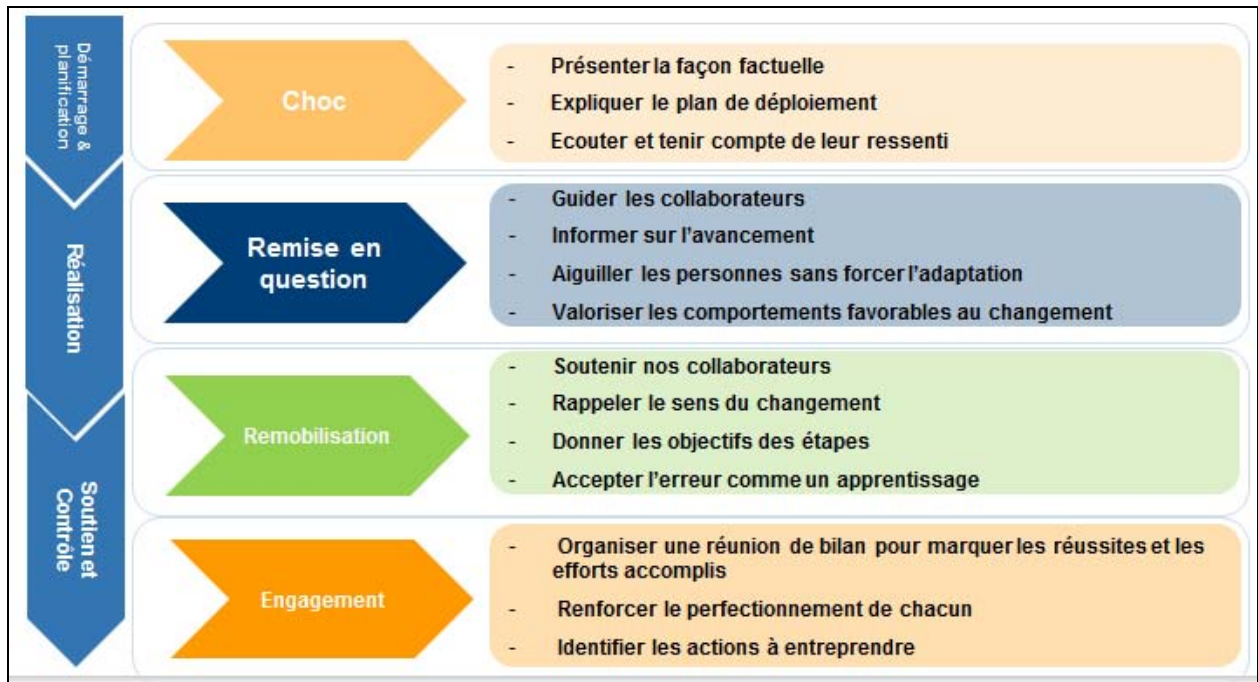 Démarrage &
planification
Choc
- Présenter la façon factuelle
- Expliquer le plan de déploiement
- Ecouter et tenir compte de leur ressenti
Réalisation
Remise en
question
- Guider les collaborateurs
- Informer sur l'avancement
- Aiguiller les personnes sans forcer l'adaptation
- Valoriser les comportements favorables au changement
Remobilisation
- Soutenir nos collaborateurs
- Rappeler le sens du changement
- Donner les objectifs des étapes
- Accepter l'erreur comme un apprentissage
Soutien et
Contrôle
Engagement
- Organiser une réunion de bilan pour marquer les réussites et les
efforts accomplis
- Renforcer le perfectionnement de chacun
- Identifier les actions à entreprendre